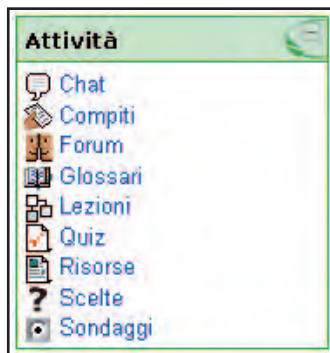 Attività
Chat
Compiti
Forum
Glossari
Lezioni
Quiz
Risorse
Scelte
Sondaggi